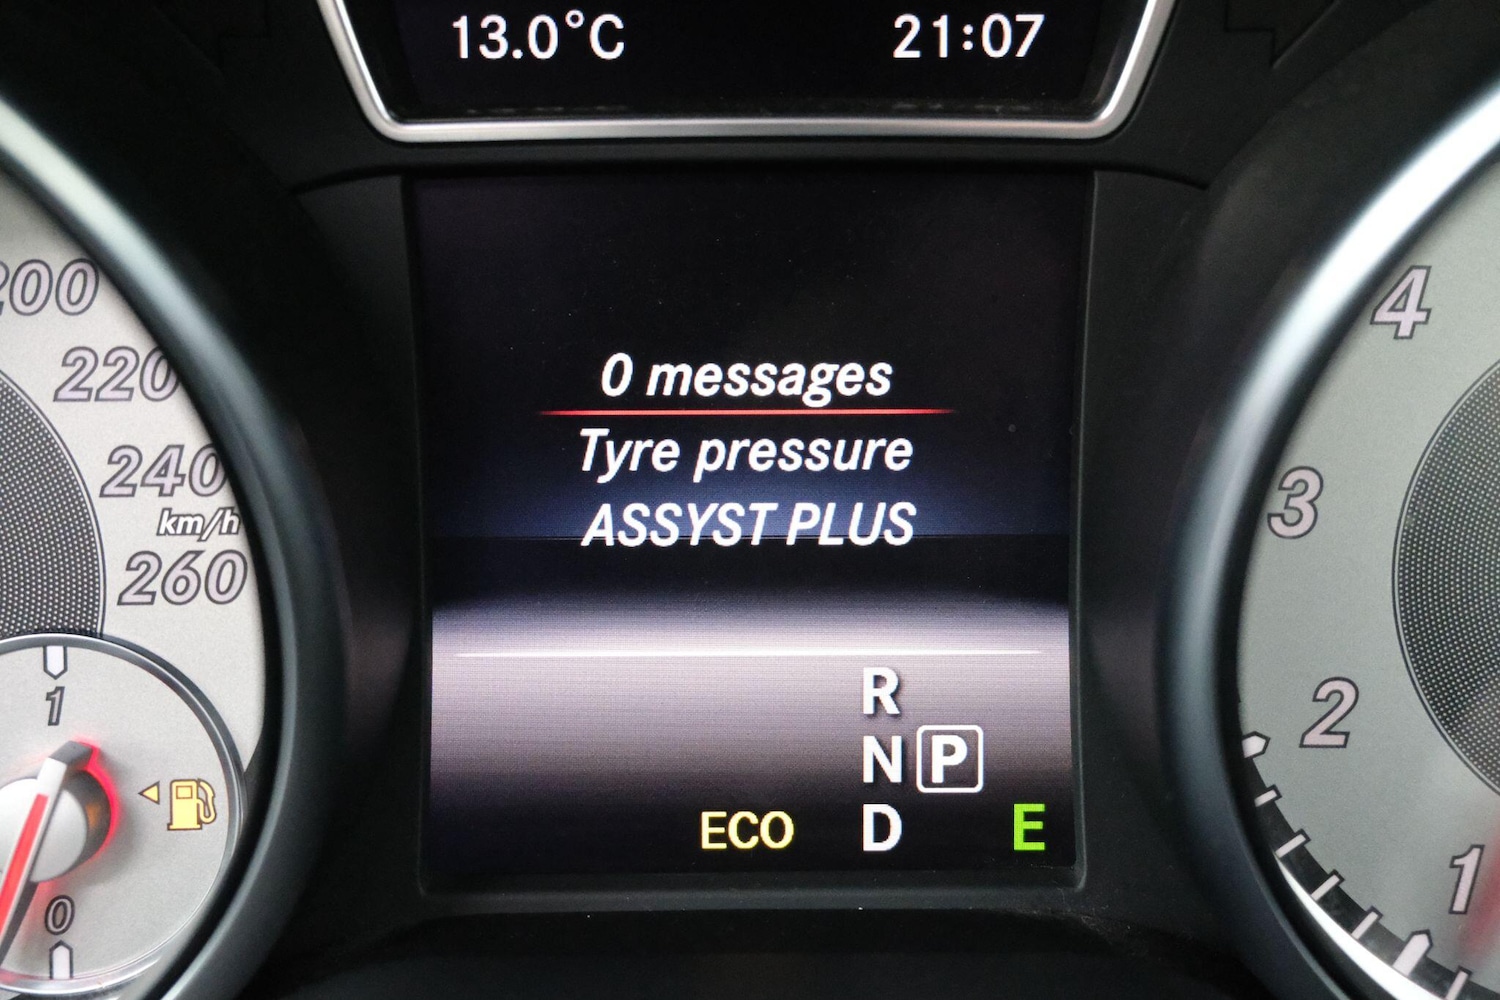 13.0°C 21:07
0 messages
Tyre pressure
ASSYST PLUS
R
N P
ECO D E
200
220
240
km/h
260
1
0
4
3
2
1